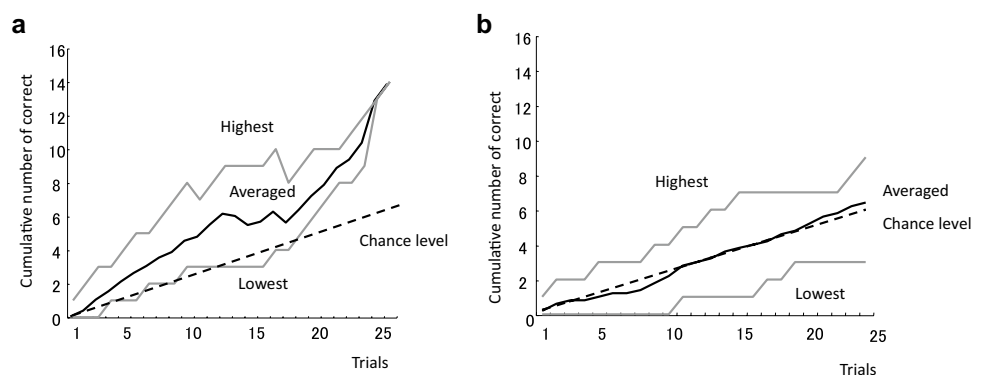 a
Cumulative number of correct
16
14
12
10
8
6
4
2
0
Highest
Averaged
Chance level
Lowest
1 5 10 15 20 25
Trials
b
Cumulative number of correct
16
14
12
10
8
6
4
2
0
Highest
Averaged
Chance level
Lowest
1 5 10 15 20 25
Trials